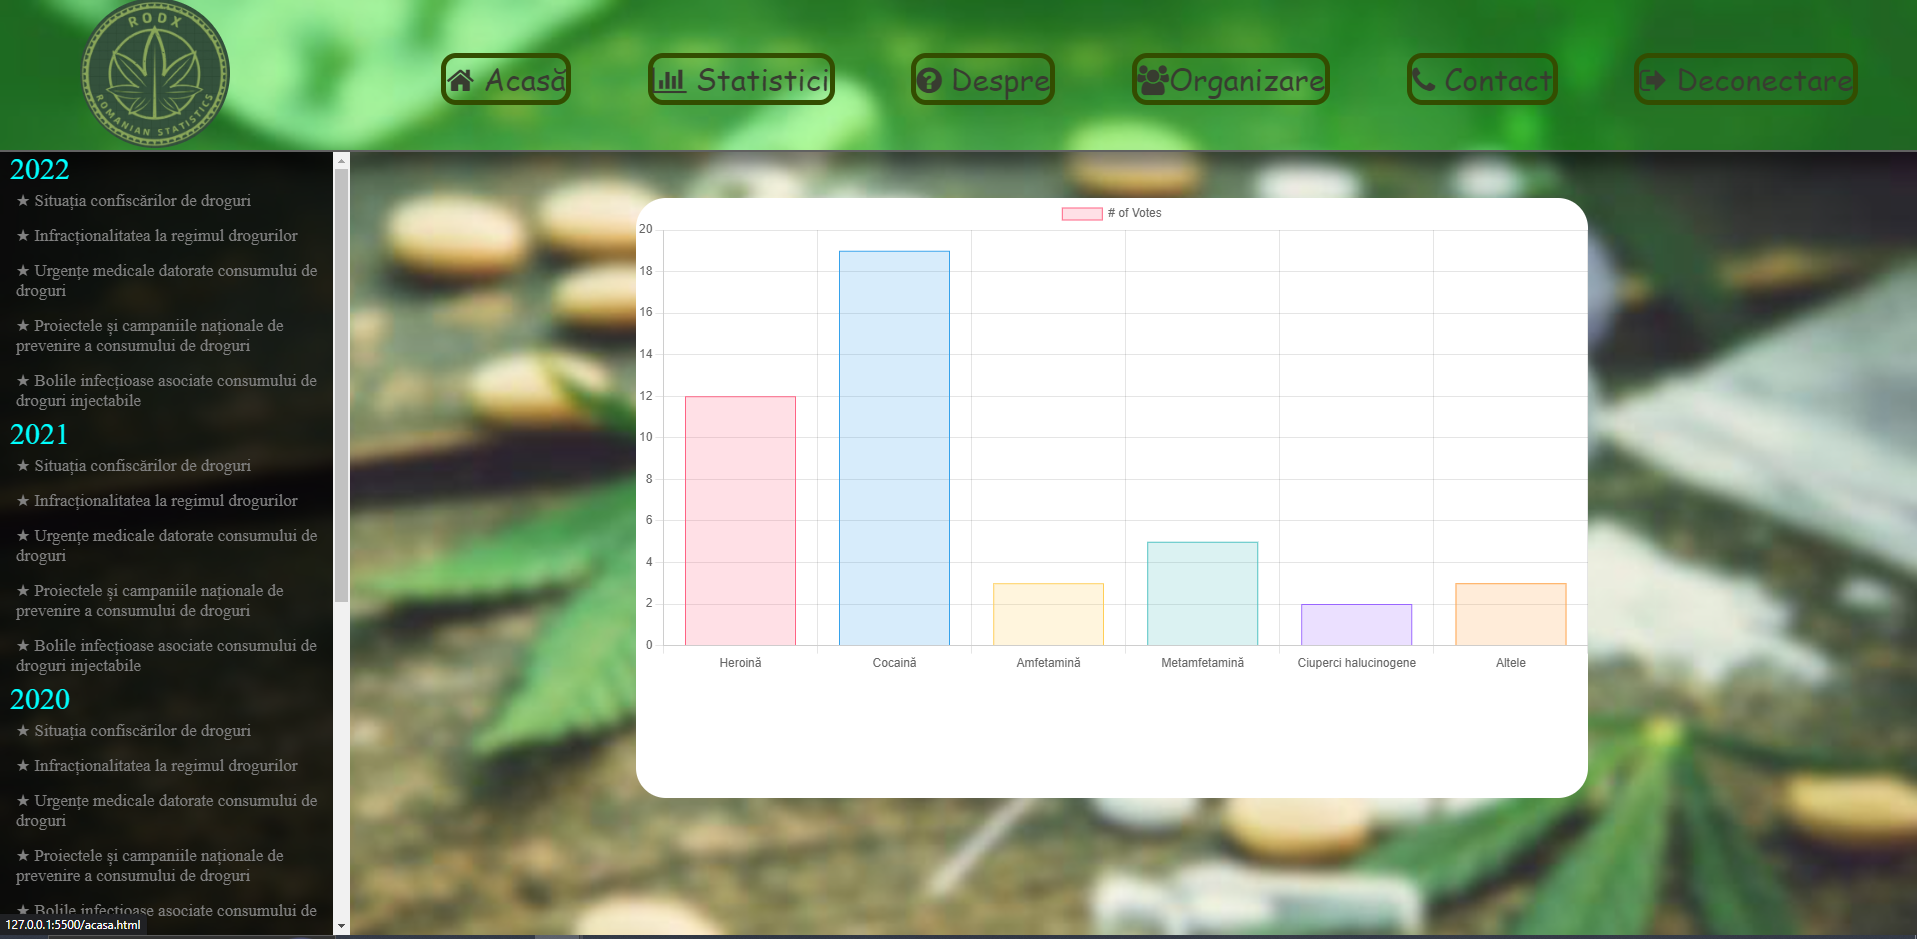 RODX
ROMANIAN STATISTICS
Acasă
Statistici
Despre
Organizare
Contact
Deconectare
2022
★ Situația confiscărilor de droguri
★ Infracționalitatea la regimul drogurilor
★ Urgențe medicale datorate consumului de
droguri
★ Proiectele și campaniile naționale de
prevenire a consumului de droguri
★ Bolile infecțioase asociate consumului de
droguri injectabile
2021
★ Situația confiscărilor de droguri
★ Infracționalitatea la regimul drogurilor
★ Urgențe medicale datorate consumului de
droguri
★ Proiectele și campaniile naționale de
prevenire a consumului de droguri
★ Bolile infecțioase asociate consumului de
droguri injectabile
2020
★ Situația confiscărilor de droguri
★ Infracționalitatea la regimul drogurilor
★ Urgențe medicale datorate consumului de
droguri
★ Proiectele și campaniile naționale de
prevenire a consumului de droguri
★ Bolile infecțioase asociate consumului de
127.0.0.1:5500/acasa.html
# of Votes
20
18
16
14
12
10
8
6
4
2
0
Heroină
Cocaină
Amfetamină
Metamfetamină
Ciuperci halucinogene
Altele